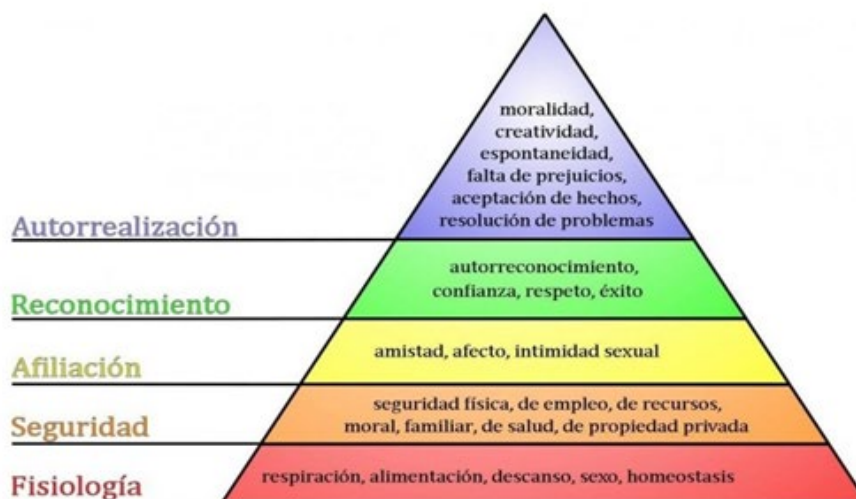 moralidad,
creatividad,
espontaneidad,
falta de prejuicios,
aceptación de hechos,
resolución de problemas
Autorrealización
autorreconocimiento,
confianza, respeto, éxito
Reconocimiento
amistad, afecto, intimidad sexual
Afiliación
seguridad física, de empleo, de recursos,
moral, familiar, de salud, de propiedad privada
Seguridad
respiración, alimentación, descanso, sexo, homeostasis
Fisiología